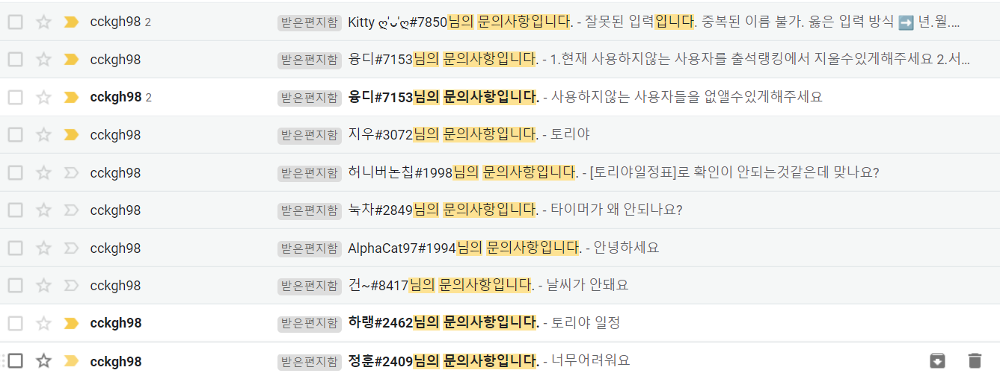 cckgh98 2 받은편지함 Kitty ღ'ᴗ'ღ#7850님의 문의사항입니다. - 잘못된 입력입니다. 중복된 이름 불가. 옳은 입력 방식 ➡️ 년.월....
cckgh98 받은편지함 융디#7153님의 문의사항입니다. - 1.현재 사용하지않는 사용자를 출석랭킹에서 지울수있게해주세요 2.서...
cckgh98 2 받은편지함 융디#7153님의 문의사항입니다. - 사용하지않는 사용자들을 없앨수있게해주세요
cckgh98 받은편지함 지우#3072님의 문의사항입니다. - 토리야
cckgh98 받은편지함 허니버논칩#1998님의 문의사항입니다. - [토리야일정표]로 확인이 안되는것같은데 맞나요?
cckgh98 받은편지함 눅차#2849님의 문의사항입니다. - 타이머가 왜 안되나요?
cckgh98 받은편지함 AlphaCat97#1994님의 문의사항입니다. - 안녕하세요
cckgh98 받은편지함 건~#8417님의 문의사항입니다. - 날씨가 안돼요
cckgh98 받은편지함 하랭#2462님의 문의사항입니다. - 토리야 일정
cckgh98 받은편지함 정훈#2409님의 문의사항입니다. - 너무어려워요